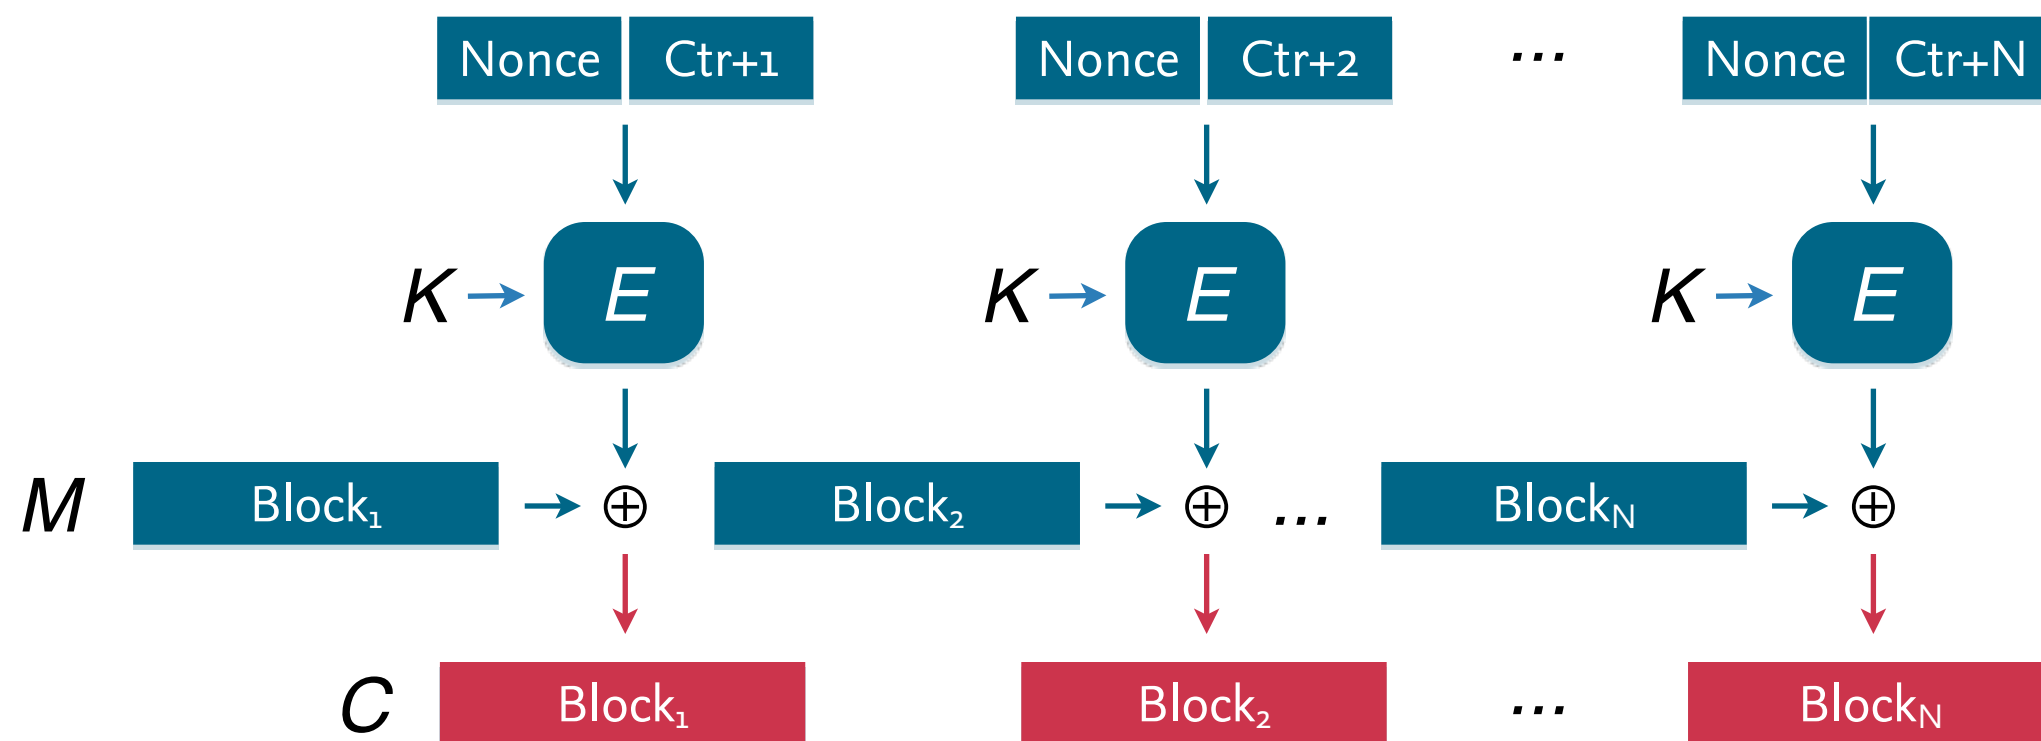 Nonce Ctr+1 Nonce Ctr+2 ... Nonce Ctr+N
K E K E K E
M Block₁ ⊕ Block₂ ⊕ ... Block_N ⊕
C Block₁ Block₂ ... Block_N